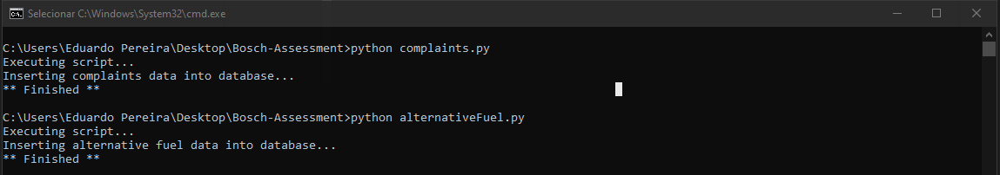 Selecionar C:\Windows\System32\cmd.exe
C:\Users\Eduardo Pereira\Desktop\Bosch-Assessment>python complaints.py
Executing script...
Inserting complaints data into database...
** Finished **
C:\Users\Eduardo Pereira\Desktop\Bosch-Assessment>python alternativeFuel.py
Executing script...
Inserting alternative fuel data into database...
** Finished **